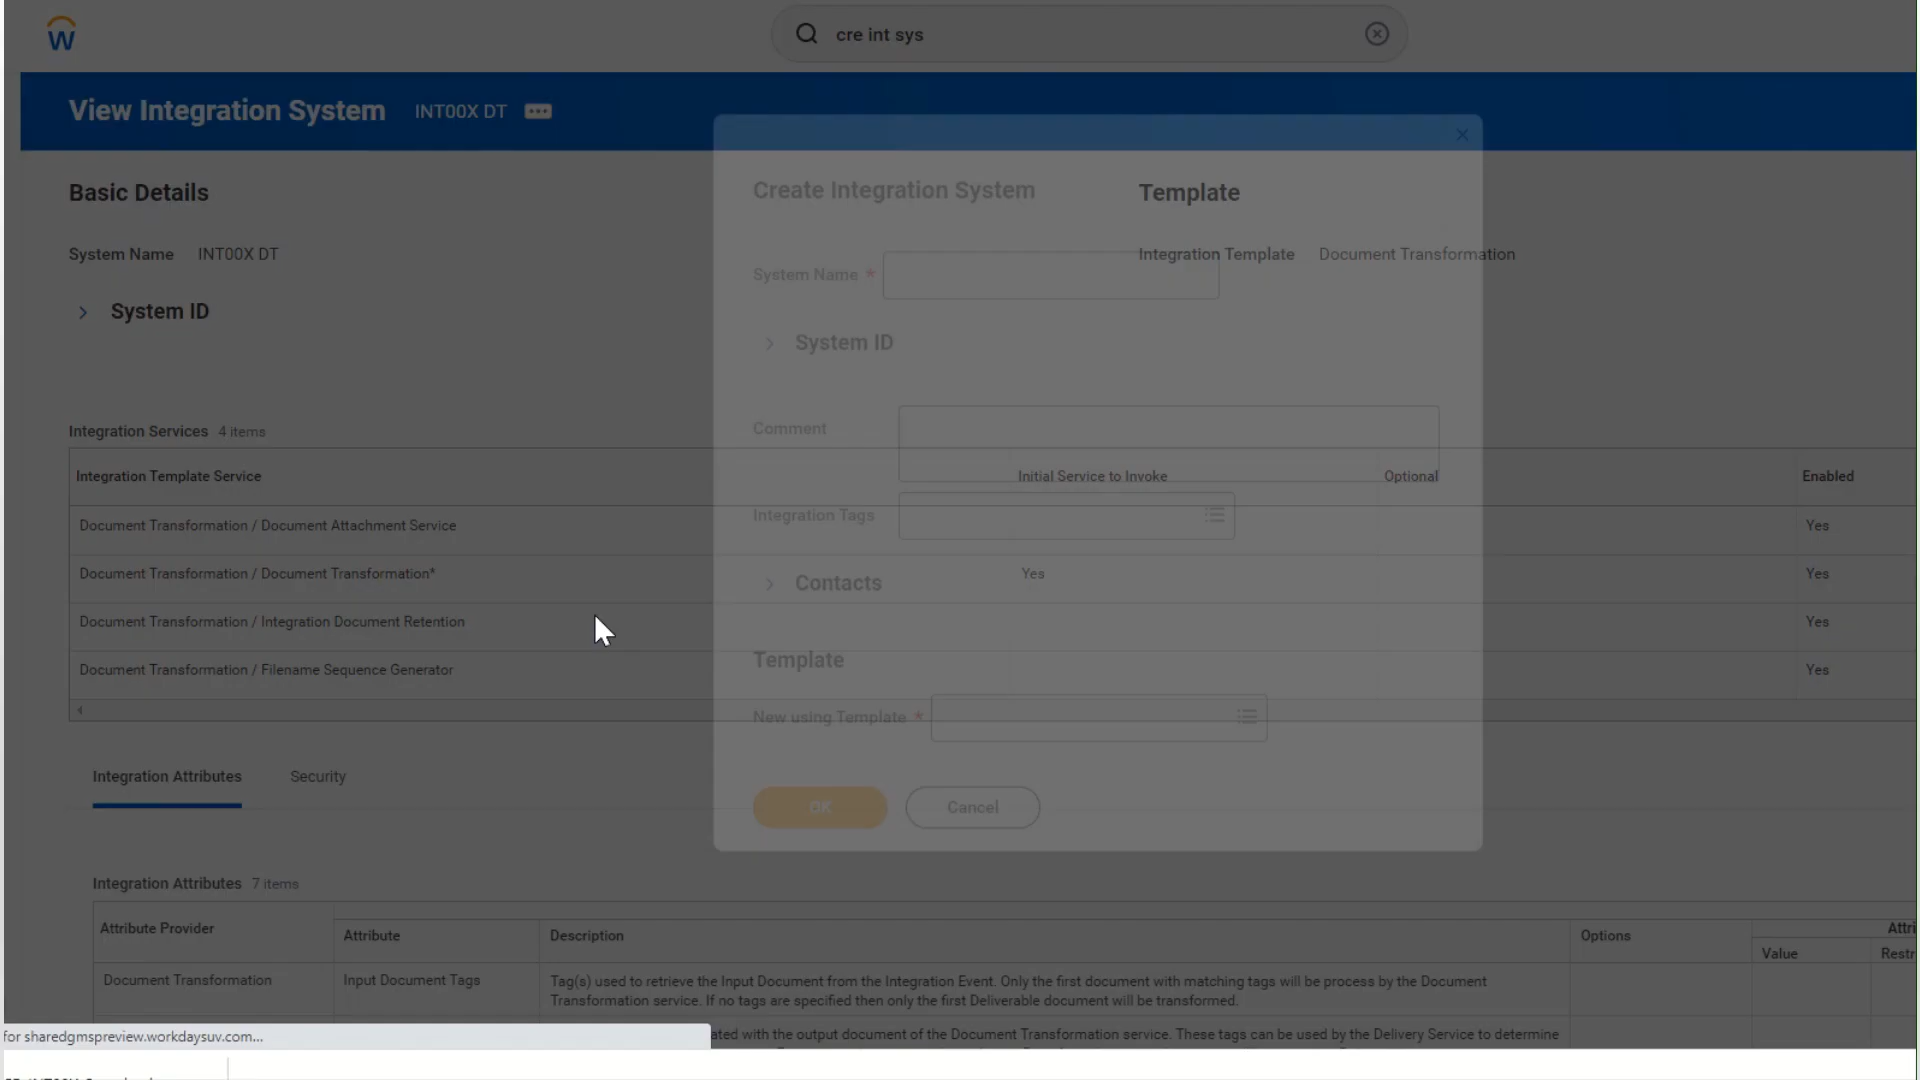 W
cre int sys
View Integration System INT00X DT
Basic Details
Template
Create Integration System
System Name INT00X DT
Integration Template Document Transformation
System Name *
System ID
System ID
Comment
Integration Services 4 items
Integration Template Service Initial Service to Invoke Optional Enabled
Document Transformation / Document Attachment Service Yes
Integration Tags
Document Transformation / Document Transformation* Yes Yes
Contacts
Document Transformation / Integration Document Retention Yes
Document Transformation / Filename Sequence Generator Yes
Template
New using Template *
Integration Attributes Security
OK Cancel
Integration Attributes 7 items
Attribute Provider Attribute Description Options Attri
Value Restr
Document Transformation Input Document Tags Tag(s) used to retrieve the Input Document from the Integration Event. Only the first document with matching tags will be process by the Document
Transformation service. If no tags are specified then only the first Deliverable document will be transformed.
ated with the output document of the Document Transformation service. These tags can be used by the Delivery Service to determine
for sharedgmspreview.workdaysuv.com...